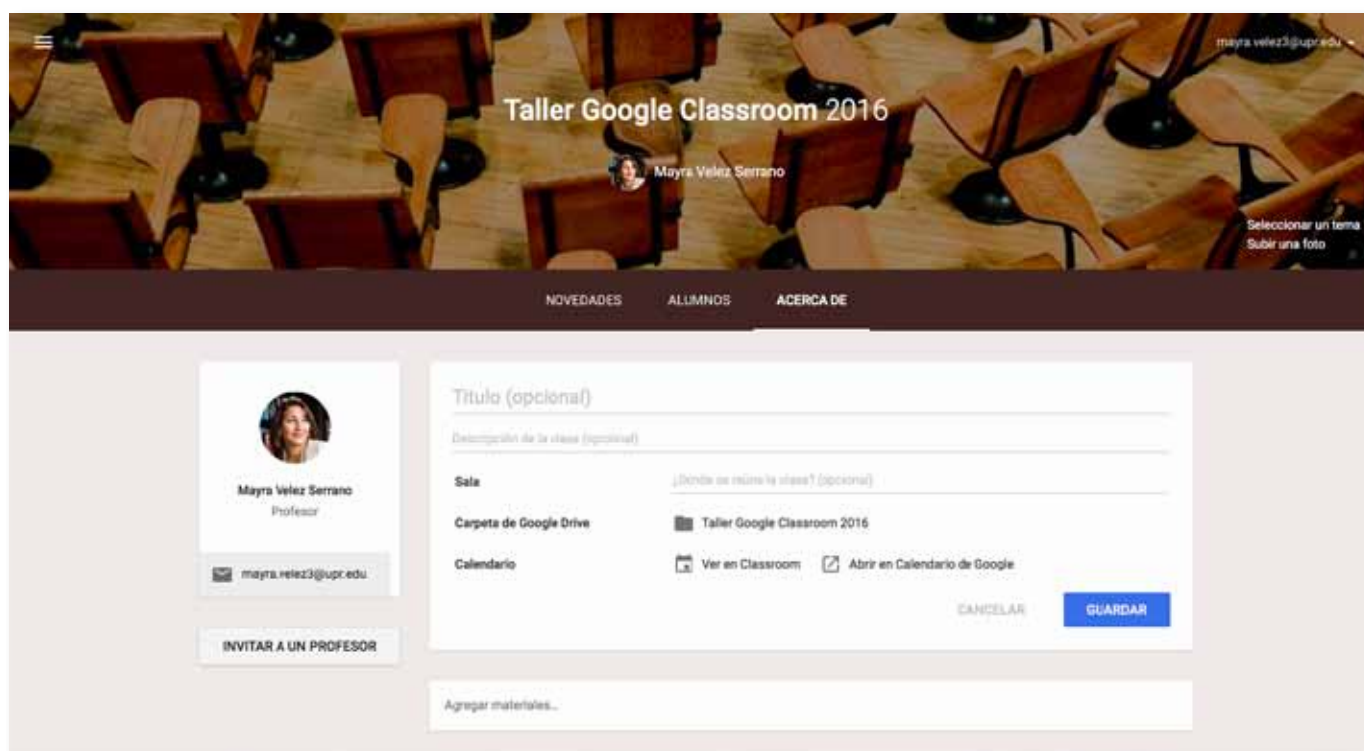 mayra.velez3@upr.edu
Taller Google Classroom 2016
Mayra Velez Serrano
Seleccionar un tema
Subir una foto
NOVEDADES ALUMNOS ACERCA DE
Título (opcional)
Descripción de la clase (opcional)
Mayra Velez Serrano
Profesor
mayra.velez3@upr.edu
INVITAR A UN PROFESOR
Sala ¿Dónde se reúne la clase? (opcional)
Carpeta de Google Drive Taller Google Classroom 2016
Calendario Ver en Classroom Abrir en Calendario de Google
CANCELAR GUARDAR
Agregar materiales...